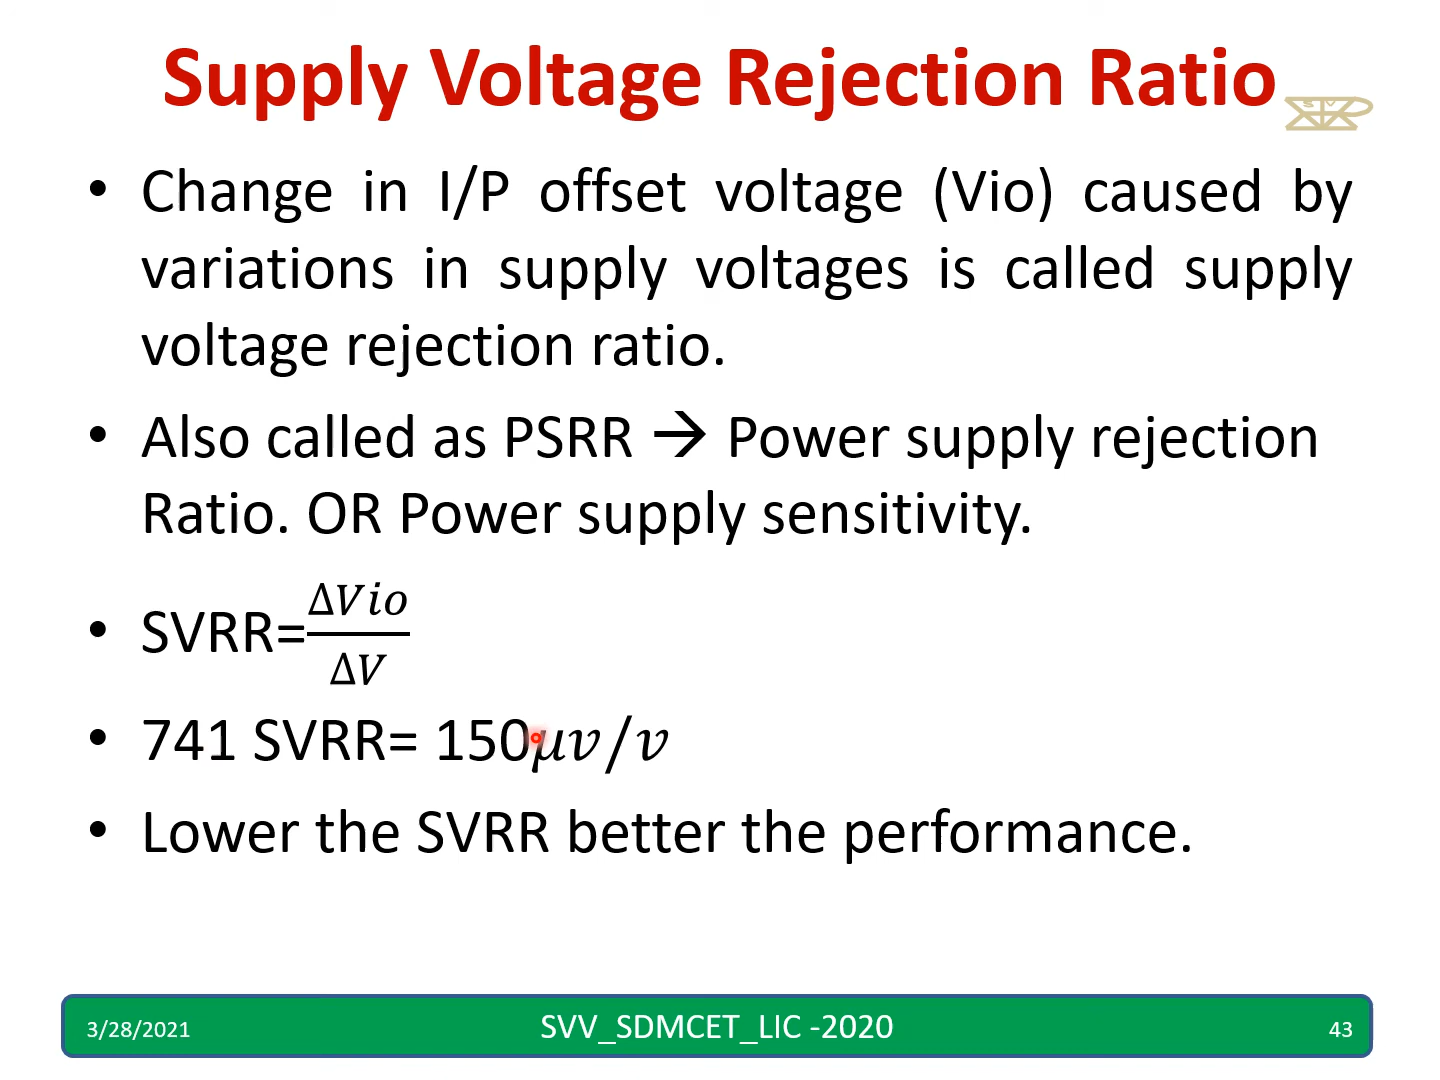 Supply Voltage Rejection Ratio
• Change in I/P offset voltage (Vio) caused by
variations in supply voltages is called supply
voltage rejection ratio.
• Also called as PSRR → Power supply rejection
Ratio. OR Power supply sensitivity.
• SVRR=ΔVio/ΔV
• 741 SVRR= 150μv/v
• Lower the SVRR better the performance.
3/28/2021
SVV_SDMCET_LIC -2020
43